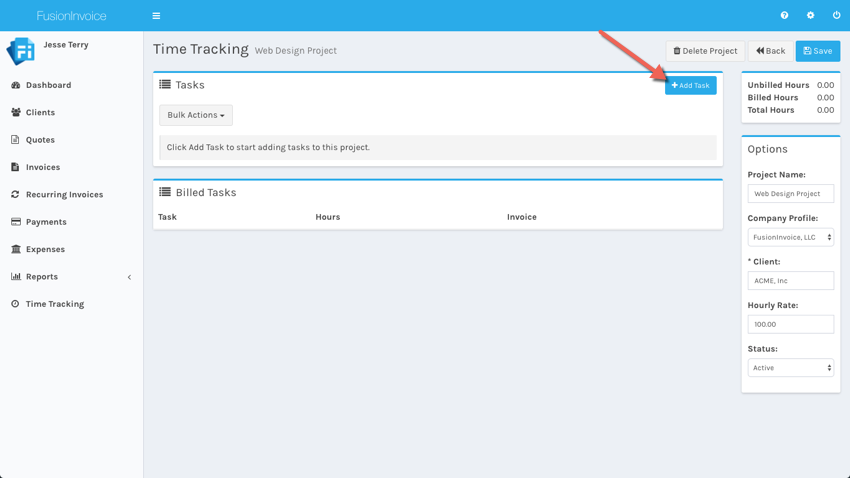 FusionInvoice
Fi
Jesse Terry
Dashboard
Clients
Quotes
Invoices
Recurring Invoices
Payments
Expenses
Reports
Time Tracking
Time Tracking Web Design Project
Delete Project
Back
Save
Tasks
Add Task
Bulk Actions
Click Add Task to start adding tasks to this project.
Billed Tasks
Task Hours Invoice
Unbilled Hours 0.00
Billed Hours 0.00
Total Hours 0.00
Options
Project Name:
Web Design Project
Company Profile:
FusionInvoice, LLC
* Client:
ACME, Inc
Hourly Rate:
100.00
Status:
Active